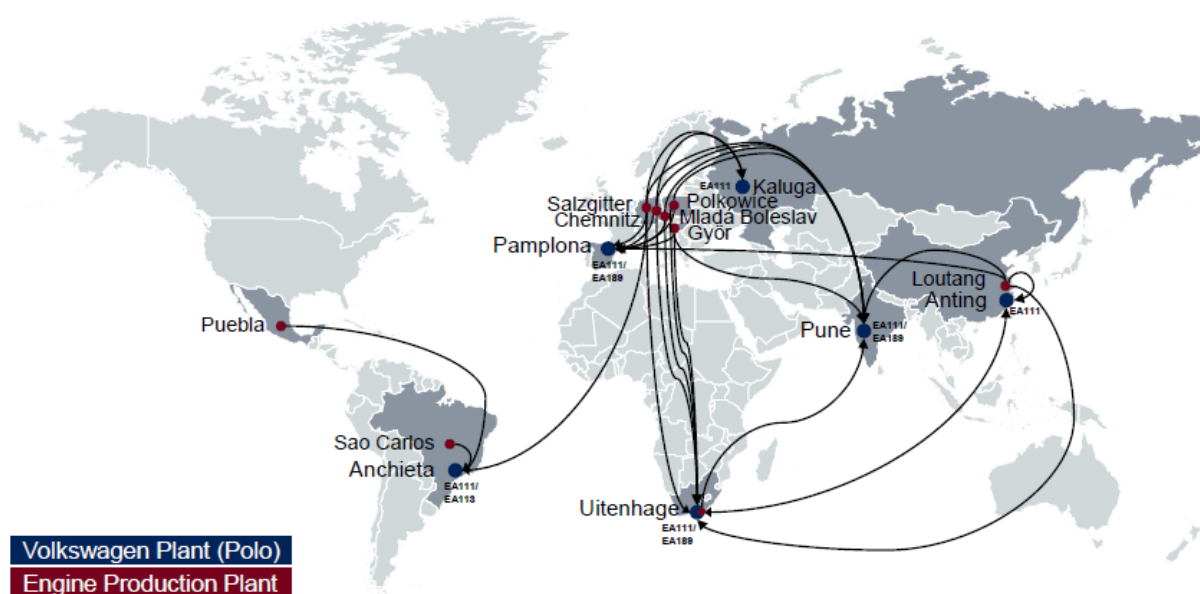 EA111
Kaluga
Salzgitter
Polkowice
Chemnitz
Mlada Boleslav
Györ
Pamplona
EA111/
EA189
Loutang
Anting
EA111
Puebla
Pune
EA111/
EA189
Sao Carlos
Anchieta
EA111/
EA113
Uitenhage
EA111/
EA189
Volkswagen Plant (Polo)
Engine Production Plant